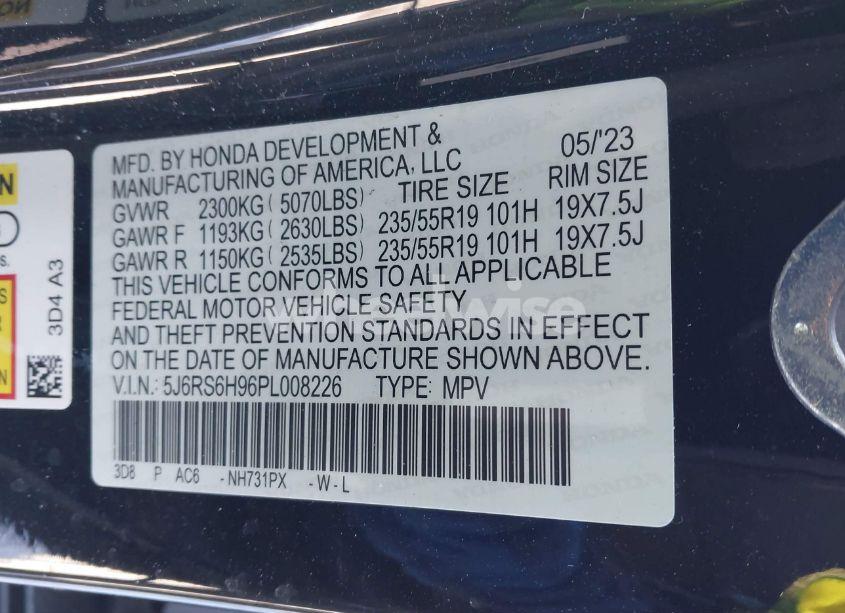 MFD. BY HONDA DEVELOPMENT & 05/'23
MANUFACTURING OF AMERICA, LLC
TIRE SIZE RIM SIZE
GVWR 2300KG ( 5070LBS)
GAWR F 1193KG ( 2630LBS) 235/55R19 101H 19X7.5J
GAWR R 1150KG ( 2535LBS) 235/55R19 101H 19X7.5J
THIS VEHICLE CONFORMS TO ALL APPLICABLE
FEDERAL MOTOR VEHICLE SAFETY
AND THEFT PREVENTION STANDARDS IN EFFECT
ON THE DATE OF MANUFACTURE SHOWN ABOVE.
V.I.N.: 5J6RS6H96PL008226 TYPE: MPV
3D8 P AC6 -NH731PX -W-L
3D4 A3